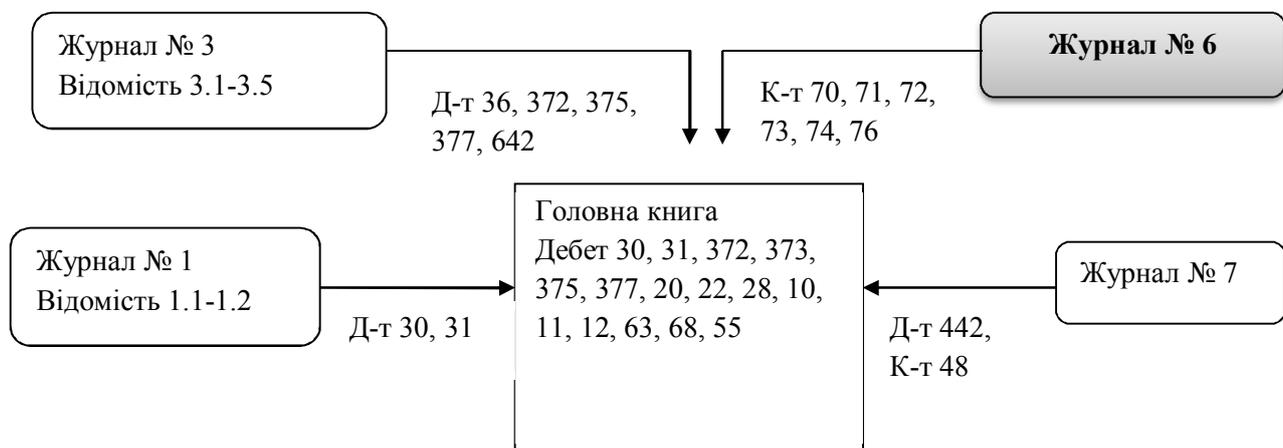 Журнал № 3
Відомість 3.1-3.5
Журнал № 6
Д-т 36, 372, 375,
377, 642
К-т 70, 71, 72,
73, 74, 76
Журнал № 1
Відомість 1.1-1.2
Д-т 30, 31
Головна книга
Дебет 30, 31, 372, 373,
375, 377, 20, 22, 28, 10,
11, 12, 63, 68, 55
Журнал № 7
Д-т 442,
К-т 48